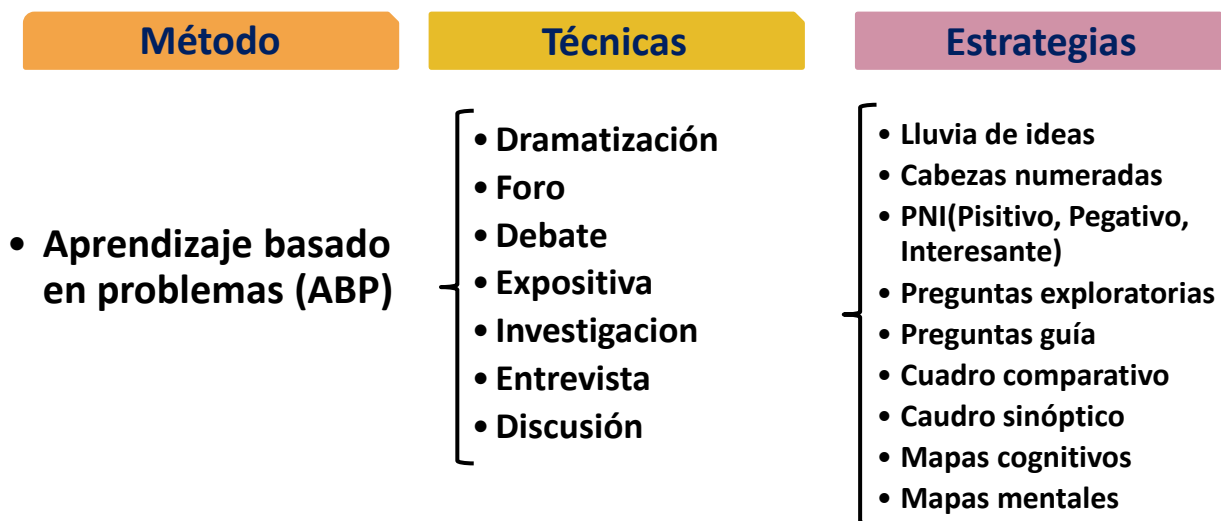 Método
Técnicas
Estrategias
• Aprendizaje basado
en problemas (ABP)
• Dramatización
• Foro
• Debate
• Expositiva
• Investigacion
• Entrevista
• Discusión
• Lluvia de ideas
• Cabezas numeradas
• PNI(Pisitivo, Pegativo,
Interesante)
• Preguntas exploratorias
• Preguntas guía
• Cuadro comparativo
• Caudro sinóptico
• Mapas cognitivos
• Mapas mentales